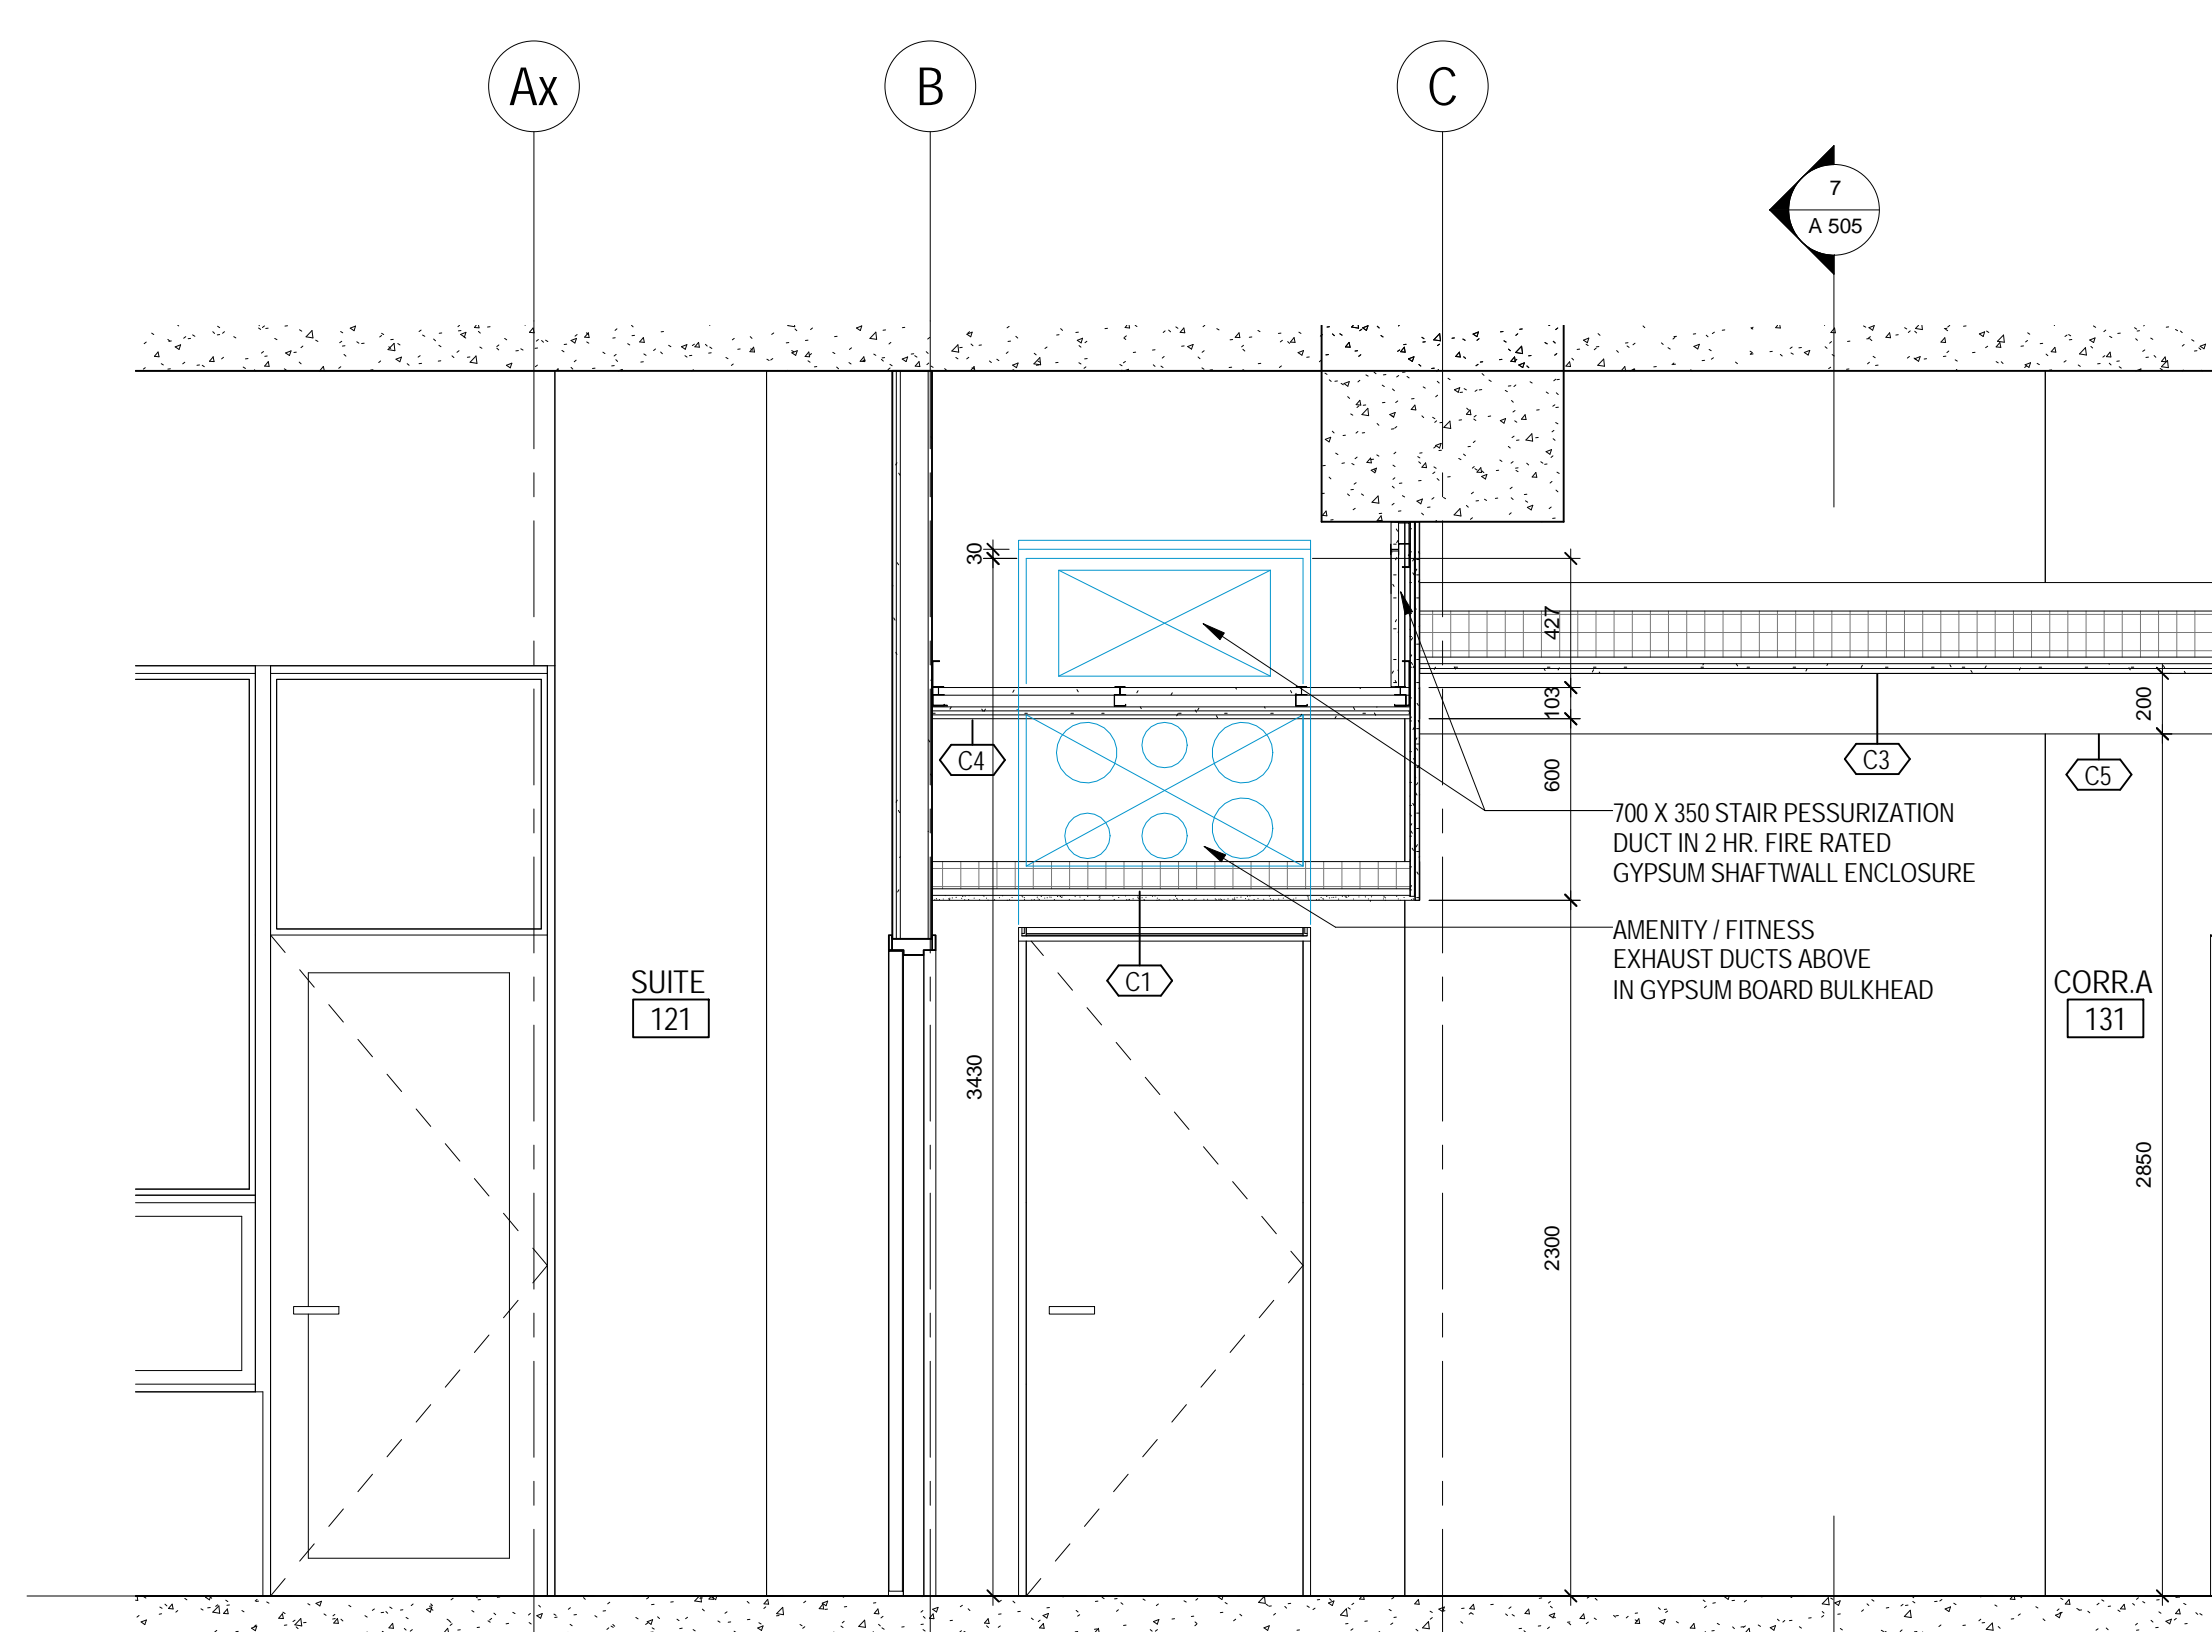 Ax
B
C
7
A 505
30
427
103
200
C4
C3
C5
600
700 X 350 STAIR PESSURIZATION
DUCT IN 2 HR. FIRE RATED
GYPSUM SHAFTWALL ENCLOSURE
AMENITY / FITNESS
EXHAUST DUCTS ABOVE
IN GYPSUM BOARD BULKHEAD
C1
SUITE
121
CORR.A
131
3430
2850
2300